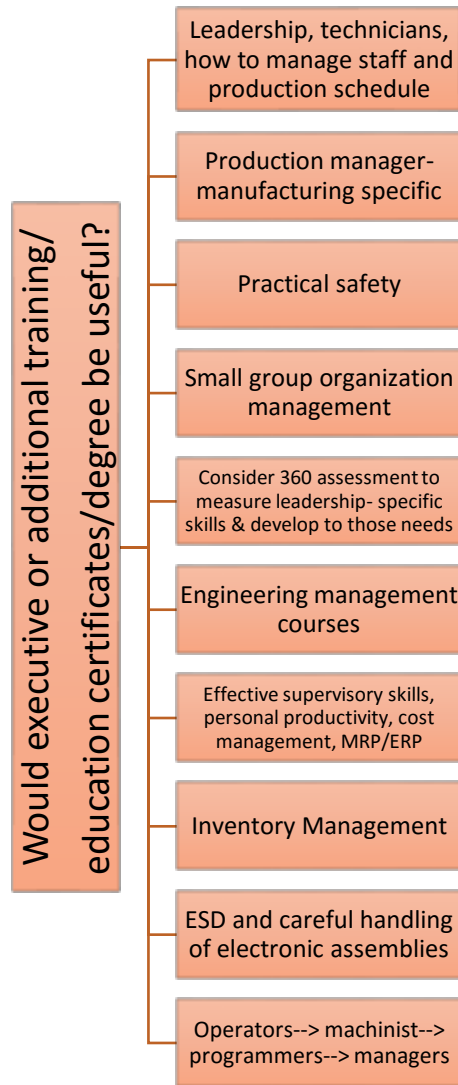 Would executive or additional training/
education certificates/degree be useful?
Leadership, technicians,
how to manage staff and
production schedule
Production manager-
manufacturing specific
Practical safety
Small group organization
management
Consider 360 assessment to
measure leadership- specific
skills & develop to those needs
Engineering management
courses
Effective supervisory skills,
personal productivity, cost
management, MRP/ERP
Inventory Management
ESD and careful handling
of electronic assemblies
Operators--> machinist-->
programmers--> managers